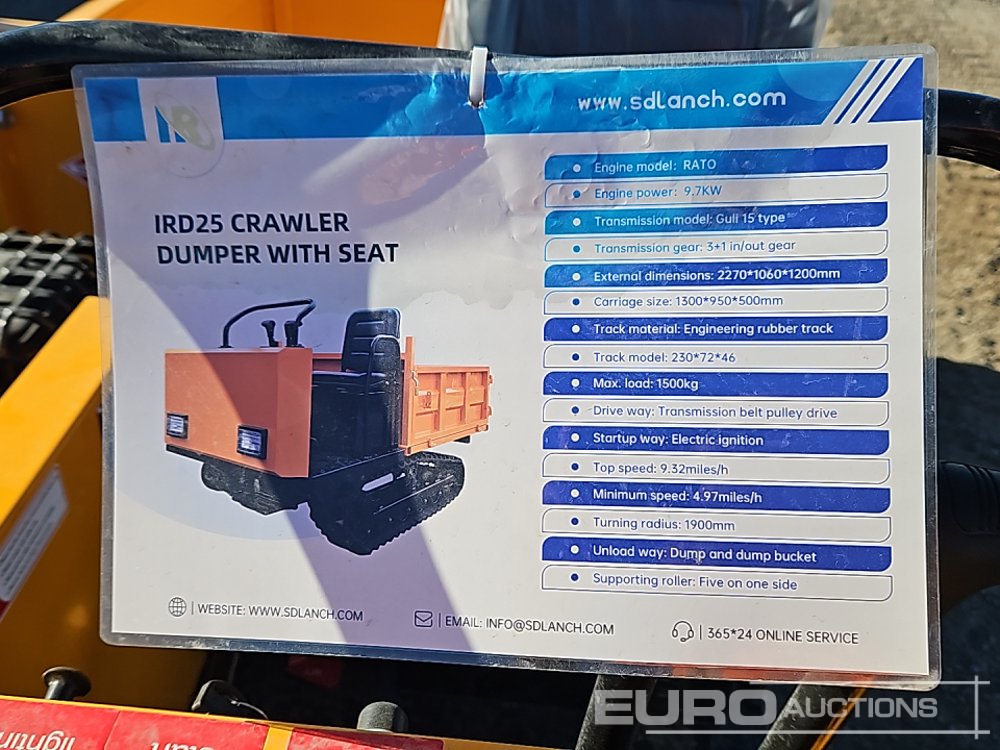 www.sdlanch.com
IRD25 CRAWLER
DUMPER WITH SEAT
Engine model: RATO
Engine power: 9.7KW
Transmission model: Guli 15 type
Transmission gear: 3+1 in/out gear
External dimensions: 2270*1060*1200mm
Carriage size: 1300*950*500mm
Track material: Engineering rubber track
Track model: 230*72*46
Max. load: 1500kg
Drive way: Transmission belt pulley drive
Startup way: Electric ignition
Top speed: 9.32miles/h
Minimum speed: 4.97miles/h
Turning radius: 1900mm
Unload way: Dump and dump bucket
Supporting roller: Five on one side
WEBSITE: WWW.SDLANCH.COM
EMAIL: INFO@SDLANCH.COM
365*24 ONLINE SERVICE
EURO AUCTIONS